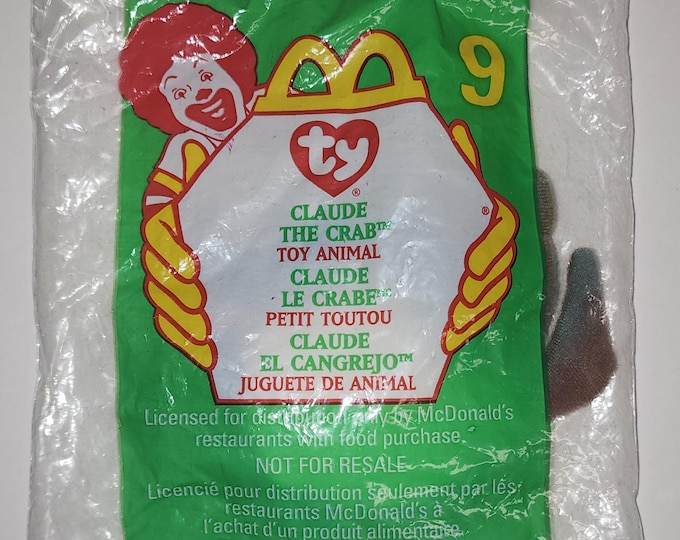 9
ty
®
CLAUDE
THE CRAB™
®
TOY ANIMAL
CLAUDE
LE CRABE™
PETIT TOUTOU
CLAUDE
EL CANGREJO™
JUGUETE DE ANIMAL
Licensed for distribution only by McDonald's
restaurants with food purchase.
NOT FOR RESALE
Licencié pour distribution seulement par lés
restaurants McDonald's à
l'achat d'un produit alimentaire.